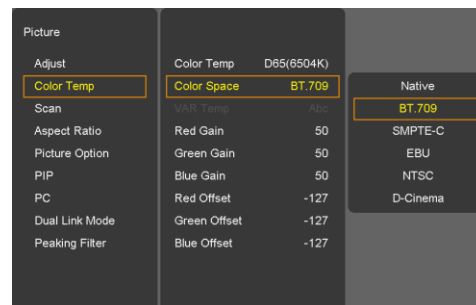 Picture
Adjust
Color Temp
Scan
Aspect Ratio
Picture Option
PIP
PC
Dual Link Mode
Peaking Filter
Color Temp D65(6504K)
Color Space BT.709
VAR Temp Abc
Red Gain 50
Green Gain 50
Blue Gain 50
Red Offset -127
Green Offset -127
Blue Offset -127
Native
BT.709
SMPTE-C
EBU
NTSC
D-Cinema